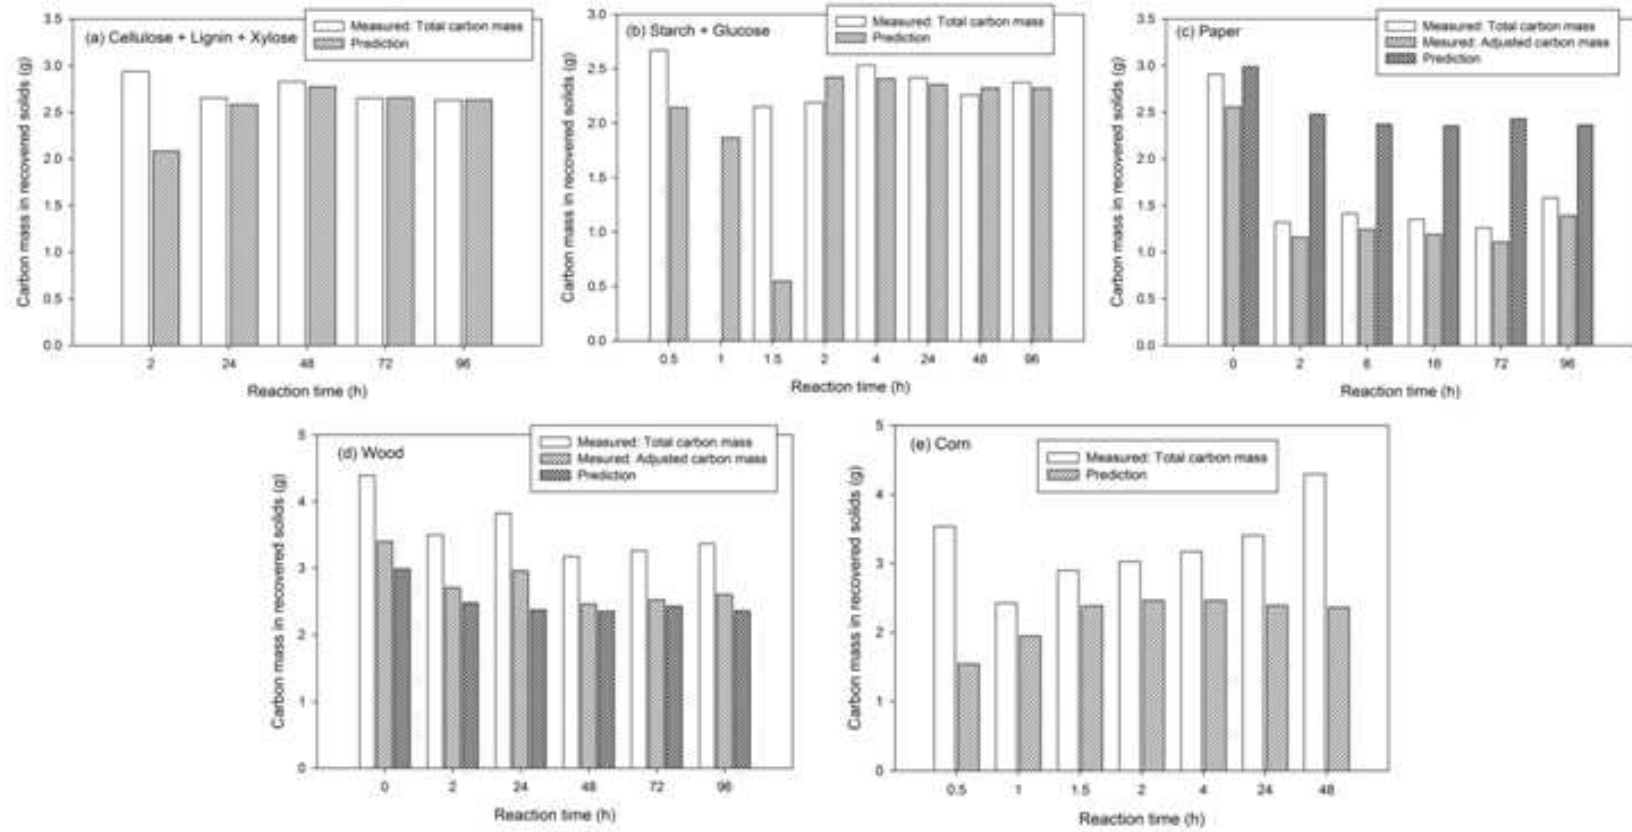 (a) Cellulose + Lignin + Xylose
Measured: Total carbon mass
Prediction
Carbon mass in recovered solids (g)
3.5
3.0
2.5
2.0
1.5
1.0
0.5
0.0
2 24 48 72 96
Reaction time (h)
(b) Starch + Glucose
Measured: Total carbon mass
Prediction
Carbon mass in recovered solids (g)
3.0
2.5
2.0
1.5
1.0
0.5
0.0
0.5 1 1.5 2 4 24 48 96
Reaction time (h)
(c) Paper
Measured: Total carbon mass
Mesured: Adjusted carbon mass
Prediction
Carbon mass in recovered solids (g)
3.5
3.0
2.5
2.0
1.5
1.0
0.5
0.0
0 2 6 16 72 96
Reaction time (h)
(d) Wood
Measured: Total carbon mass
Mesured: Adjusted carbon mass
Prediction
Carbon mass in recovered solids (g)
5
4
3
2
1
0
0 2 24 48 72 96
Reaction time (h)
(e) Corn
Measured: Total carbon mass
Prediction
Carbon mass in recovered solids (g)
5
4
3
2
1
0
0.5 1 1.5 2 4 24 48
Reaction time (h)